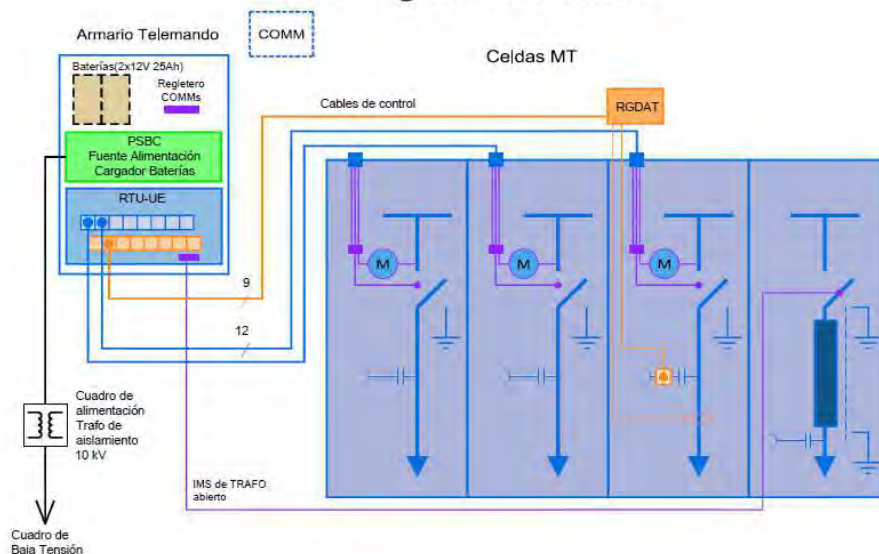 Armario Telemando
COMM
Celdas MT
Baterías(2x12V 25Ah)
Regletero
COMMs
Cables de control
RGDAT
PSBC
Fuente Alimentación
Cargador Baterías
RTU-UE
M
M
M
9
12
Cuadro de
alimentación
Trafo de
aislamiento
10 kV
IMS de TRAFO
abierto
Cuadro de
Baja Tensión